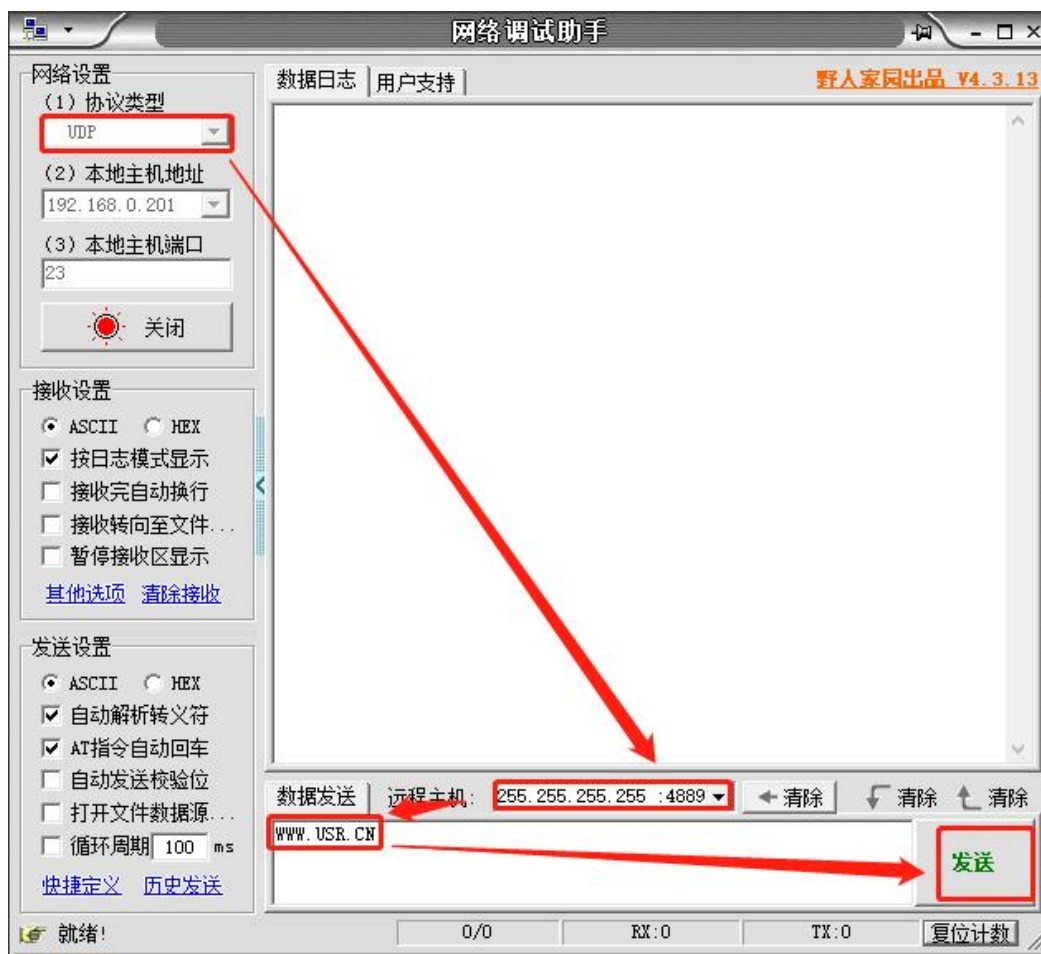 网络调试助手
网络设置
(1) 协议类型
UDP
(2) 本地主机地址
192.168.0.201
(3) 本地主机端口
23
关闭
接收设置
ASCII HEX
按日志模式显示
接收完自动换行
接收转向至文件...
暂停接收区显示
其他选项 清除接收
发送设置
ASCII HEX
自动解析转义符
AT指令自动回车
自动发送校验位
打开文件数据源...
循环周期 100 ms
快捷定义 历史发送
数据日志 用户支持 野人家园出品 V4.3.13
数据发送 远程主机: 255.255.255.255 :4889 清除 清除 清除
WWW.USR.CN
发送
就绪! 0/0 RX:0 TX:0 复位计数